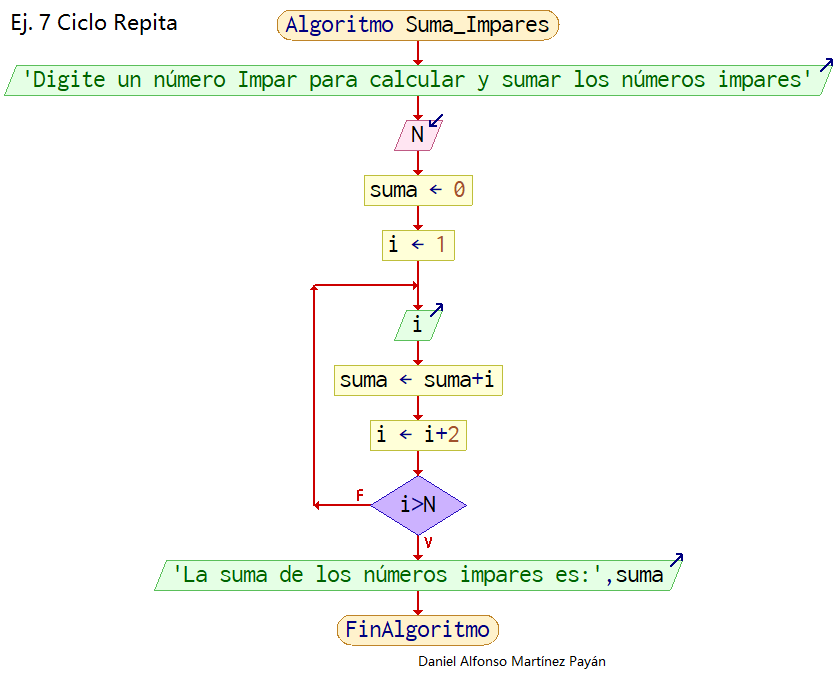 Ej. 7 Ciclo Repita
Algoritmo Suma_Impares
'Digite un número Impar para calcular y sumar los números impares'
N
suma ← 0
i ← 1
i
suma ← suma+i
i ← i+2
F
i>N
V
'La suma de los números impares es:',suma
FinAlgoritmo
Daniel Alfonso Martínez Payán